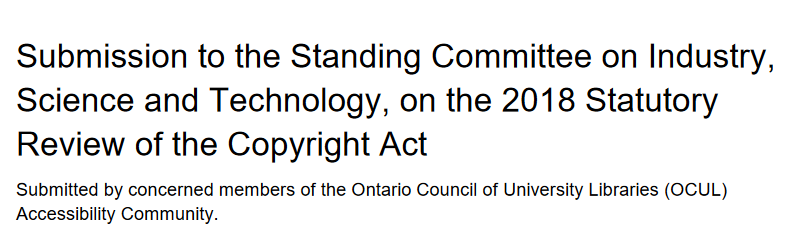 Submission to the Standing Committee on Industry,
Science and Technology, on the 2018 Statutory
Review of the Copyright Act
Submitted by concerned members of the Ontario Council of University Libraries (OCUL)
Accessibility Community.